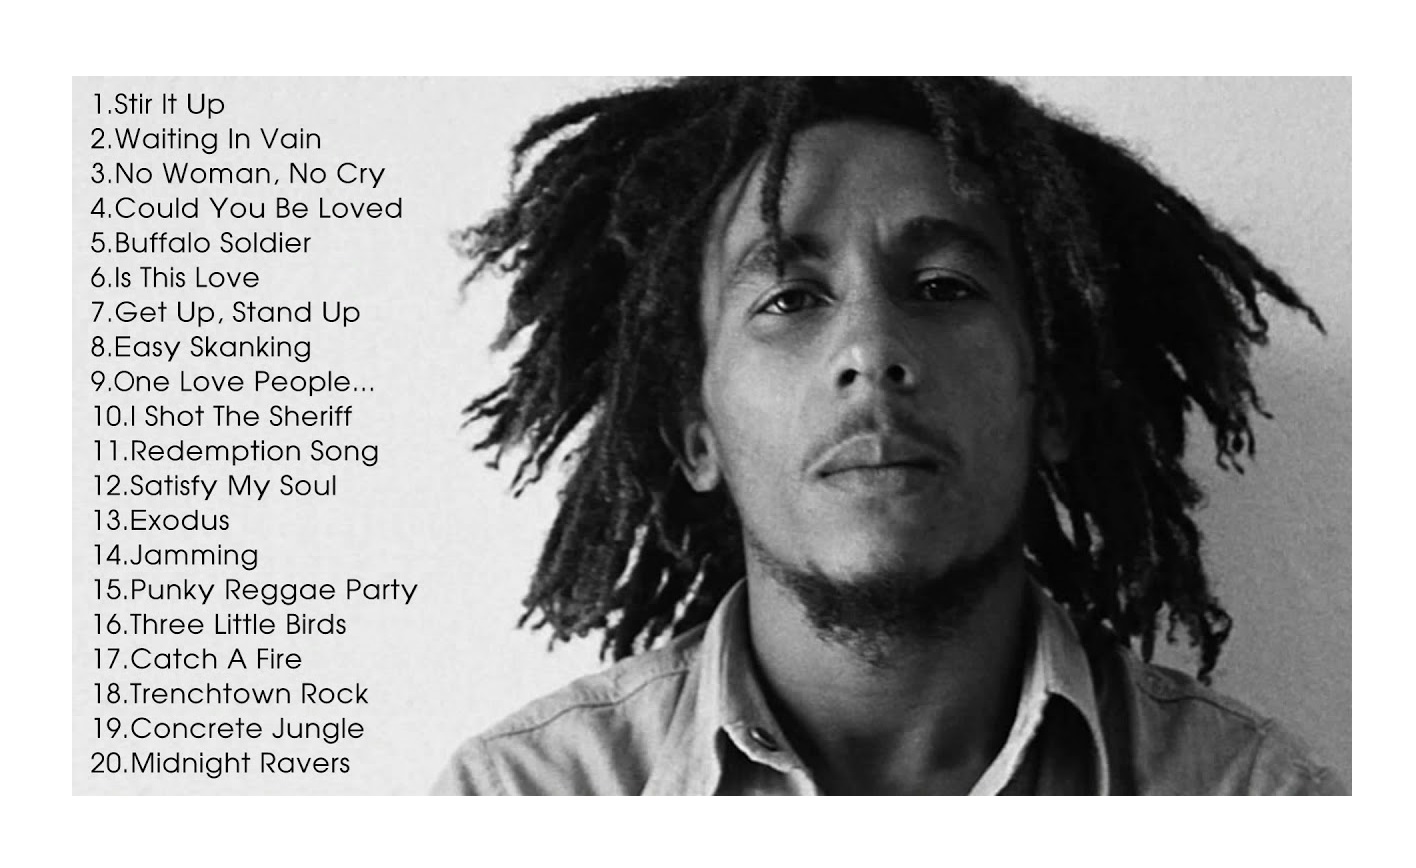 1.Stir It Up
2.Waiting In Vain
3.No Woman, No Cry
4.Could You Be Loved
5.Buffalo Soldier
6.Is This Love
7.Get Up, Stand Up
8.Easy Skanking
9.One Love People...
10.I Shot The Sheriff
11.Redemption Song
12.Satisfy My Soul
13.Exodus
14.Jamming
15.Punky Reggae Party
16.Three Little Birds
17.Catch A Fire
18.Trenchtown Rock
19.Concrete Jungle
20.Midnight Ravers